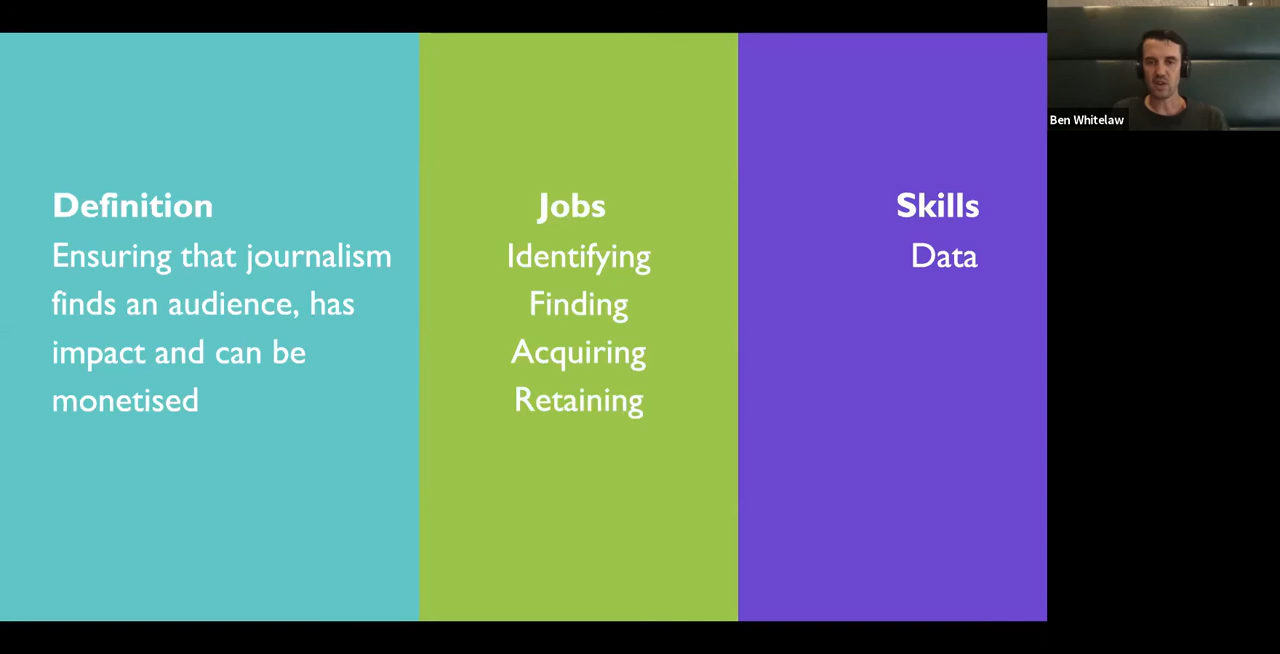 Definition
Ensuring that journalism
finds an audience, has
impact and can be
monetised
Jobs
Identifying
Finding
Acquiring
Retaining
Skills
Data
Ben Whitelaw